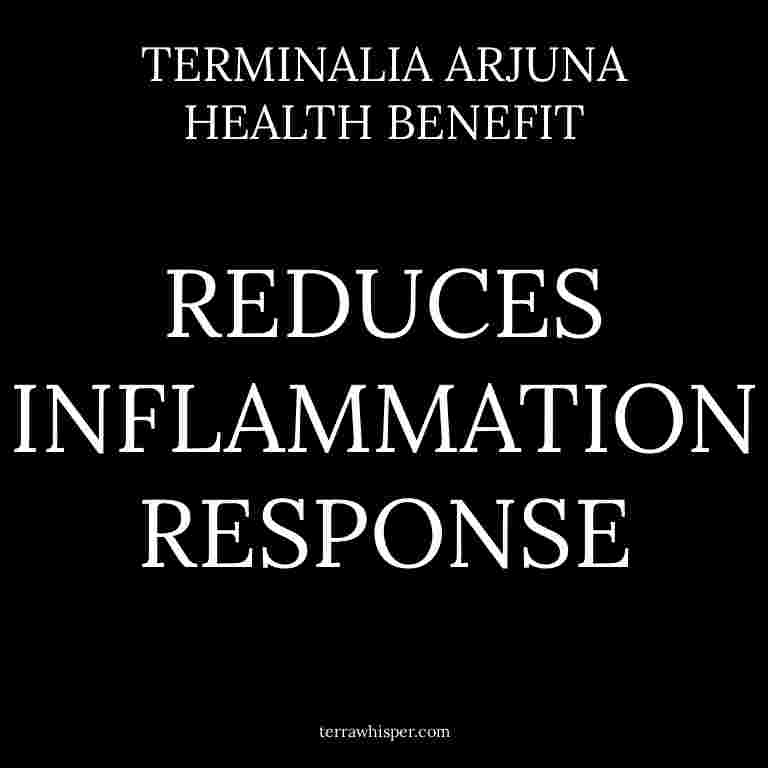 TERMINALIA ARJUNA
HEALTH BENEFIT
REDUCES
INFLAMMATION
RESPONSE
terrawhisper.com